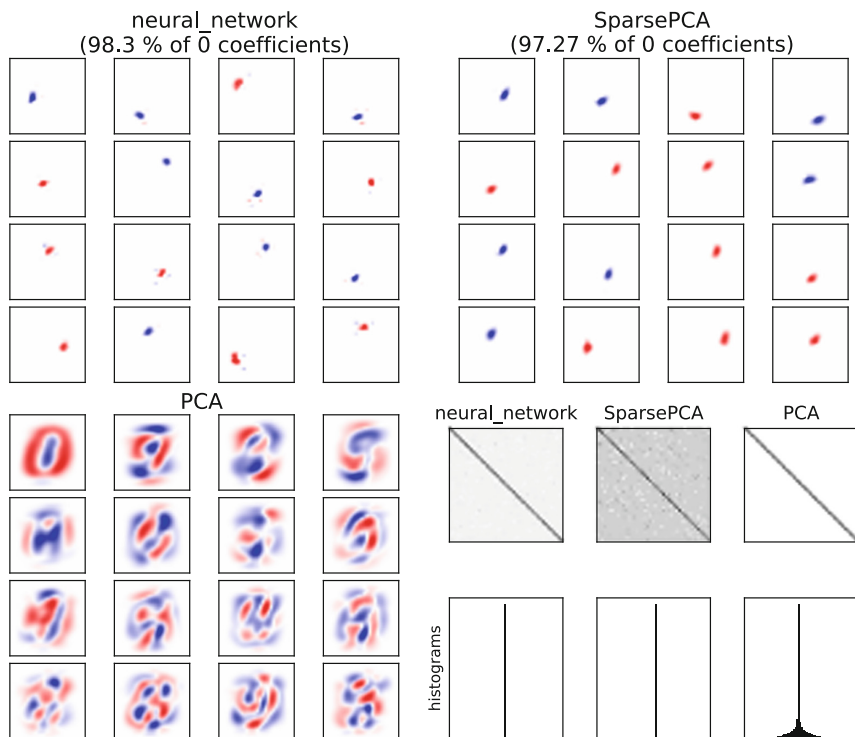 neural_network
(98.3 % of 0 coefficients)
SparsePCA
(97.27 % of 0 coefficients)
PCA
neural_network
SparsePCA
PCA
histograms